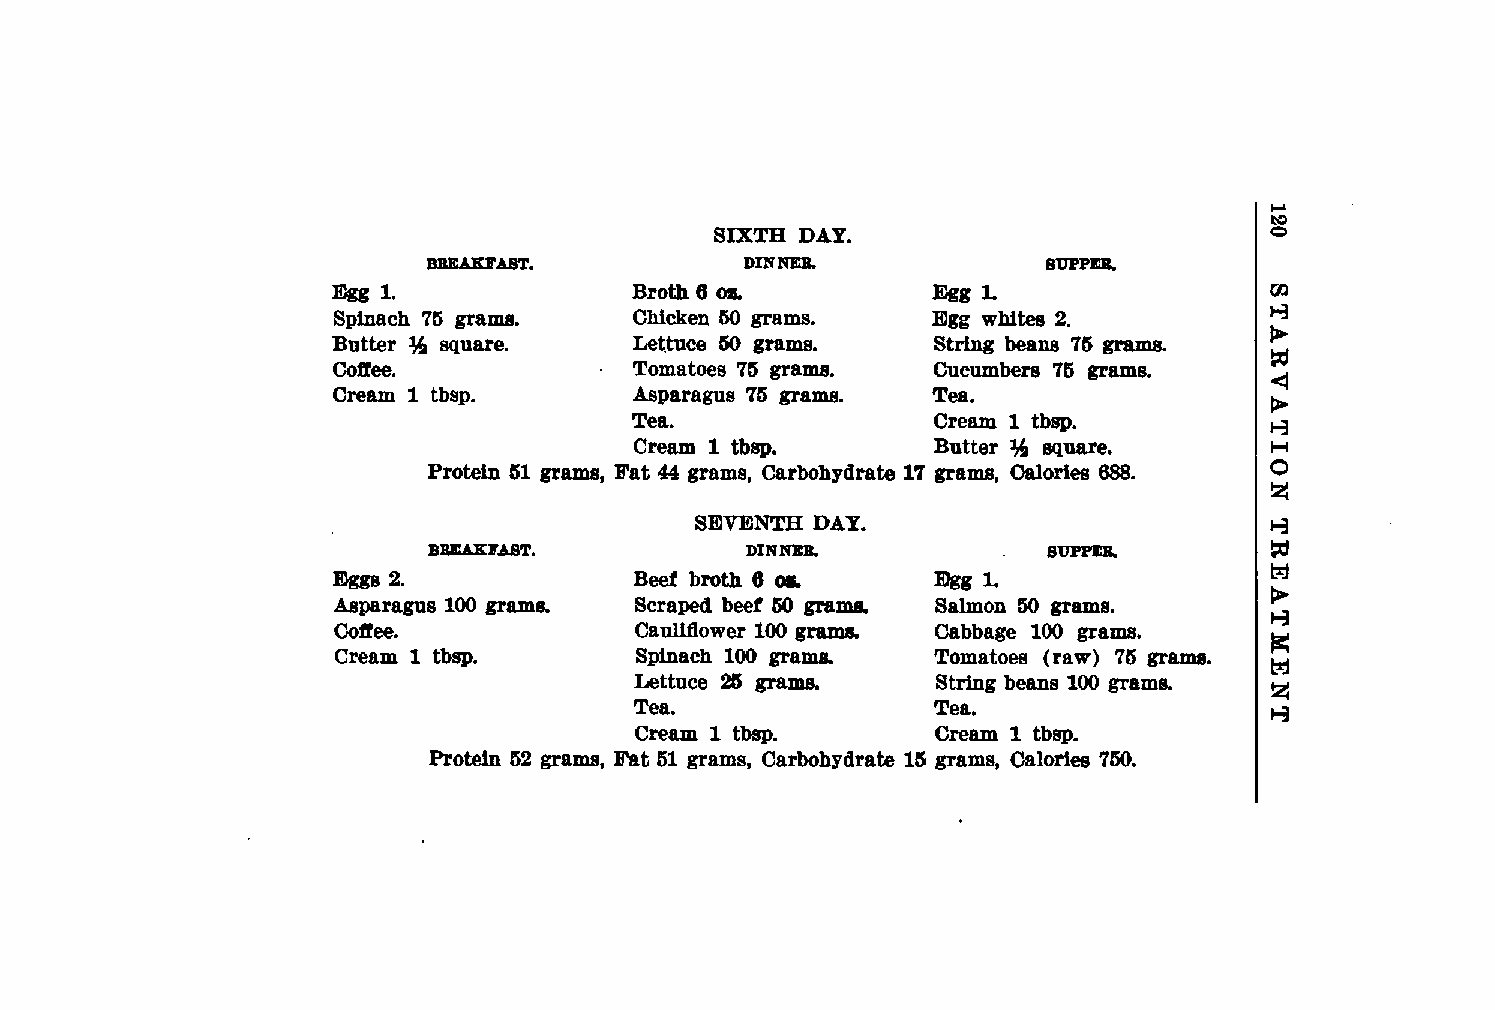 120 STARVATION TREATMENT
SIXTH DAY.
BREAKFAST. DINNER. SUPPER.
Egg 1. Broth 6 oz. Egg 1.
Spinach 75 grams. Chicken 50 grams. Egg whites 2.
Butter ½ square. Lettuce 50 grams. String beans 75 grams.
Coffee. Tomatoes 75 grams. Cucumbers 75 grams.
Cream 1 tbsp. Asparagus 75 grams. Tea.
Tea. Cream 1 tbsp.
Cream 1 tbsp. Butter ½ square.
Protein 51 grams, Fat 44 grams, Carbohydrate 17 grams, Calories 688.
SEVENTH DAY.
BREAKFAST. DINNER. SUPPER.
Eggs 2. Beef broth 6 oz. Egg 1.
Asparagus 100 grams. Scraped beef 50 grams. Salmon 50 grams.
Coffee. Cauliflower 100 grams. Cabbage 100 grams.
Cream 1 tbsp. Spinach 100 grams. Tomatoes (raw) 75 grams.
Lettuce 25 grams. String beans 100 grams.
Tea. Tea.
Cream 1 tbsp. Cream 1 tbsp.
Protein 52 grams, Fat 51 grams, Carbohydrate 15 grams, Calories 750.